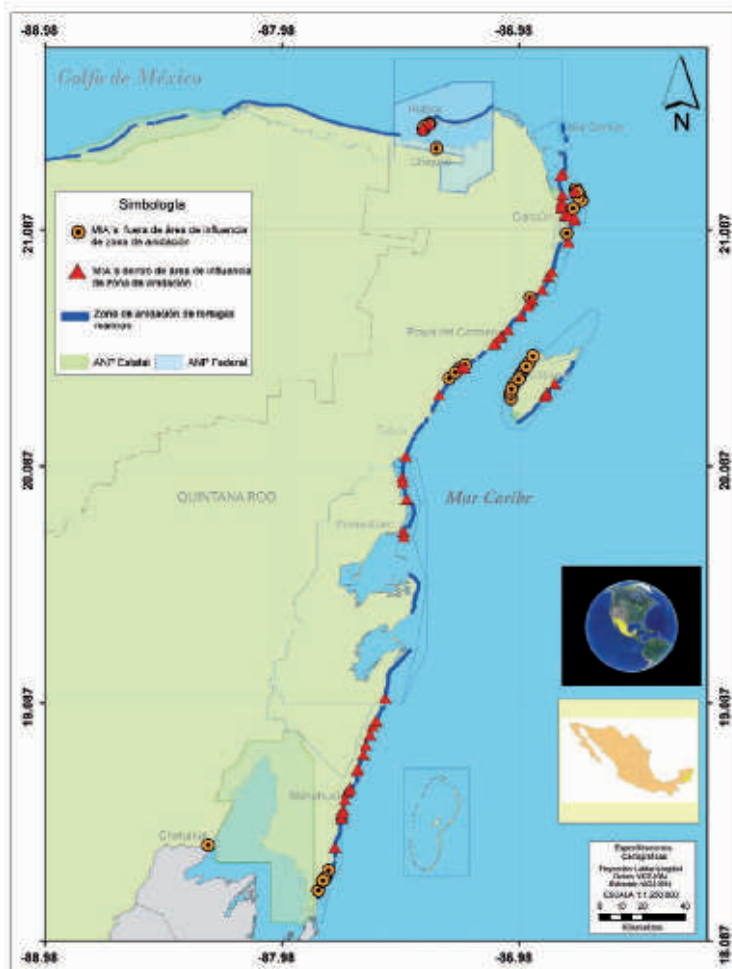 -88.98
-87.98
-86.98
Golfo de México
N
Holbox
Chiquilá
Cancún
Simbología
MIA's fuera de área de influencia
de zona de anidación
MIA's dentro de área de influencia
de zona de anidación
Zona de anidación de tortugas
marinas
ANP Estatal
ANP Federal
21.087
21.087
Playa del Carmen
Tulum
20.087
20.087
QUINTANA ROO
Mar Caribe
19.087
19.087
Mahahual
Chetumal
Especificaciones
Cartográficas
ESCALA 1:1 250 000
0 10 20 40
Kilometros
-88.98
-87.98
-86.98
18.087